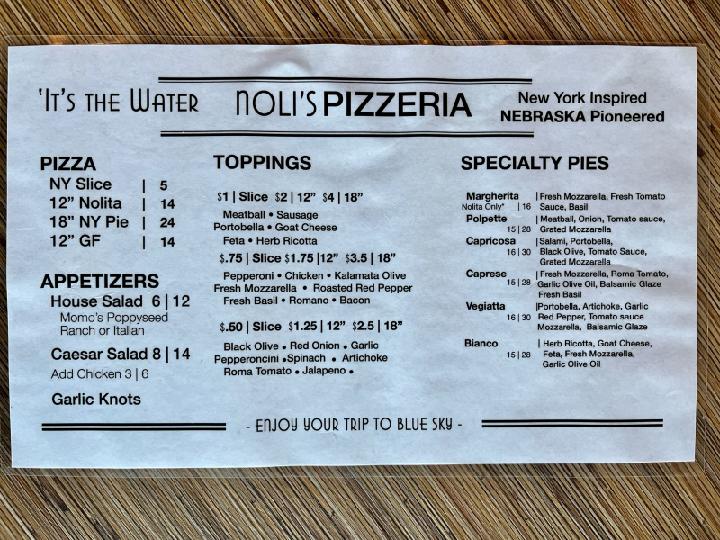 'IT'S THE WATER
NOLI'S PIZZERIA
New York Inspired
NEBRASKA Pioneered
PIZZA
NY Slice | 5
12" Nolita | 14
18" NY Pie | 24
12" GF | 14
APPETIZERS
House Salad 6 | 12
Momo's Poppyseed
Ranch or Italian
Caesar Salad 8 | 14
Add Chicken 3 | 6
Garlic Knots
TOPPINGS
$1 | Slice $2 | 12" $4 | 18"
Meatball • Sausage
Portobella • Goat Cheese
Feta • Herb Ricotta
$.75 | Slice $1.75 |12" $3.5 | 18"
Pepperoni • Chicken • Kalamata Olive
Fresh Mozzarella • Roasted Red Pepper
Fresh Basil • Romano • Bacon
$.50 | Slice $1.25 | 12" $2.5 | 18"
Black Olive • Red Onion • Garlic
Pepperoncini •Spinach • Artichoke
Roma Tomato • Jalapeno •
SPECIALTY PIES
Margherita | Fresh Mozzarella, Fresh Tomato
Nolita Only* | 16 Sauce, Basil
Polpette | Meatball, Onion, Tomato sauce,
15 | 28 Grated Mozzarella
Capricosa | Salami, Portobella,
16 | 30 Black Olive, Tomato Sauce,
Grated Mozzarella
Caprese | Fresh Mozzarella, Roma Tomato,
15 | 28 Garlic Olive Oil, Balsamic Glaze
Fresh Basil
Vegiatta |Portobella, Artichoke, Garlic
16 | 30 Red Pepper, Tomato sauce
Mozzarella, Balsamic Glaze
Bianco | Herb Ricotta, Goat Cheese,
15 | 28 Feta, Fresh Mozzarella,
Garlic Olive Oil
- ENJOY YOUR TRIP TO BLUE SKY -